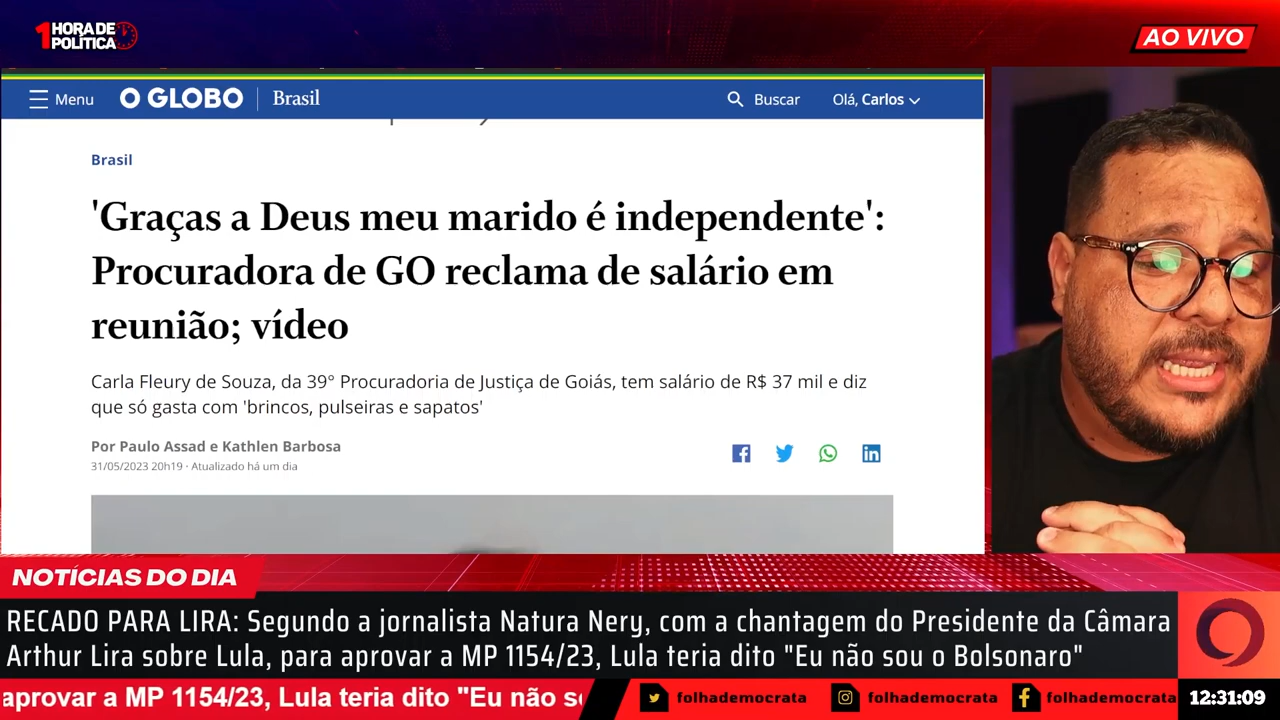 1 HORA DE
POLÍTICA
AO VIVO
Menu
O GLOBO
Brasil
Buscar
Olá, Carlos
Brasil
'Graças a Deus meu marido é independente':
Procuradora de GO reclama de salário em
reunião; vídeo
Carla Fleury de Souza, da 39° Procuradoria de Justiça de Goiás, tem salário de R$ 37 mil e diz
que só gasta com 'brincos, pulseiras e sapatos'
Por Paulo Assad e Kathlen Barbosa
31/05/2023 20h19 · Atualizado há um dia
NOTÍCIAS DO DIA
RECADO PARA LIRA: Segundo a jornalista Natura Nery, com a chantagem do Presidente da Câmara
Arthur Lira sobre Lula, para aprovar a MP 1154/23, Lula teria dito "Eu não sou o Bolsonaro"
aprovar a MP 1154/23, Lula teria dito "Eu não
folhademocrata
folhademocrata
folhademocrata
12:31:09